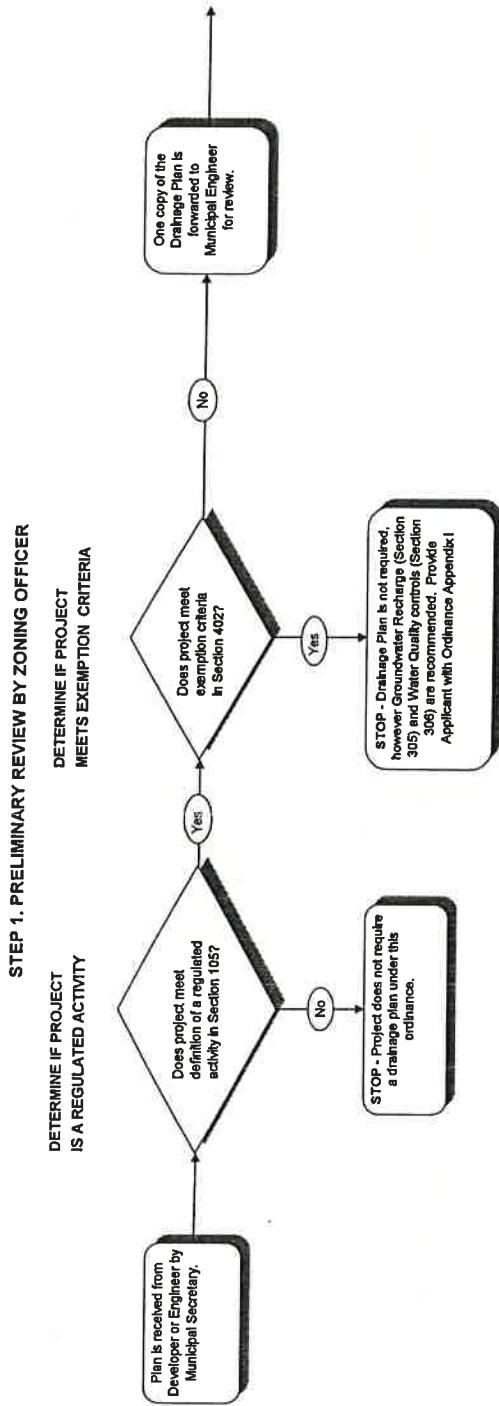 STEP 1. PRELIMINARY REVIEW BY ZONING OFFICER
DETERMINE IF PROJECT
IS A REGULATED ACTIVITY
DETERMINE IF PROJECT
MEETS EXEMPTION CRITERIA
Plan is received from
Developer or Engineer by
Municipal Secretary.
Does project meet
definition of a regulated
activity in Section 105?
Yes
No
STOP - Project does not require
a drainage plan under this
ordinance.
Does project meet
exemption criteria
in Section 402?
No
Yes
STOP - Drainage Plan is not required,
however Groundwater Recharge (Section
305) and Water Quality controls (Section
306) are recommended. Provide
Applicant with Ordinance Appendix I
One copy of the
Drainage Plan is
forwarded to
Municipal Engineer
for review.